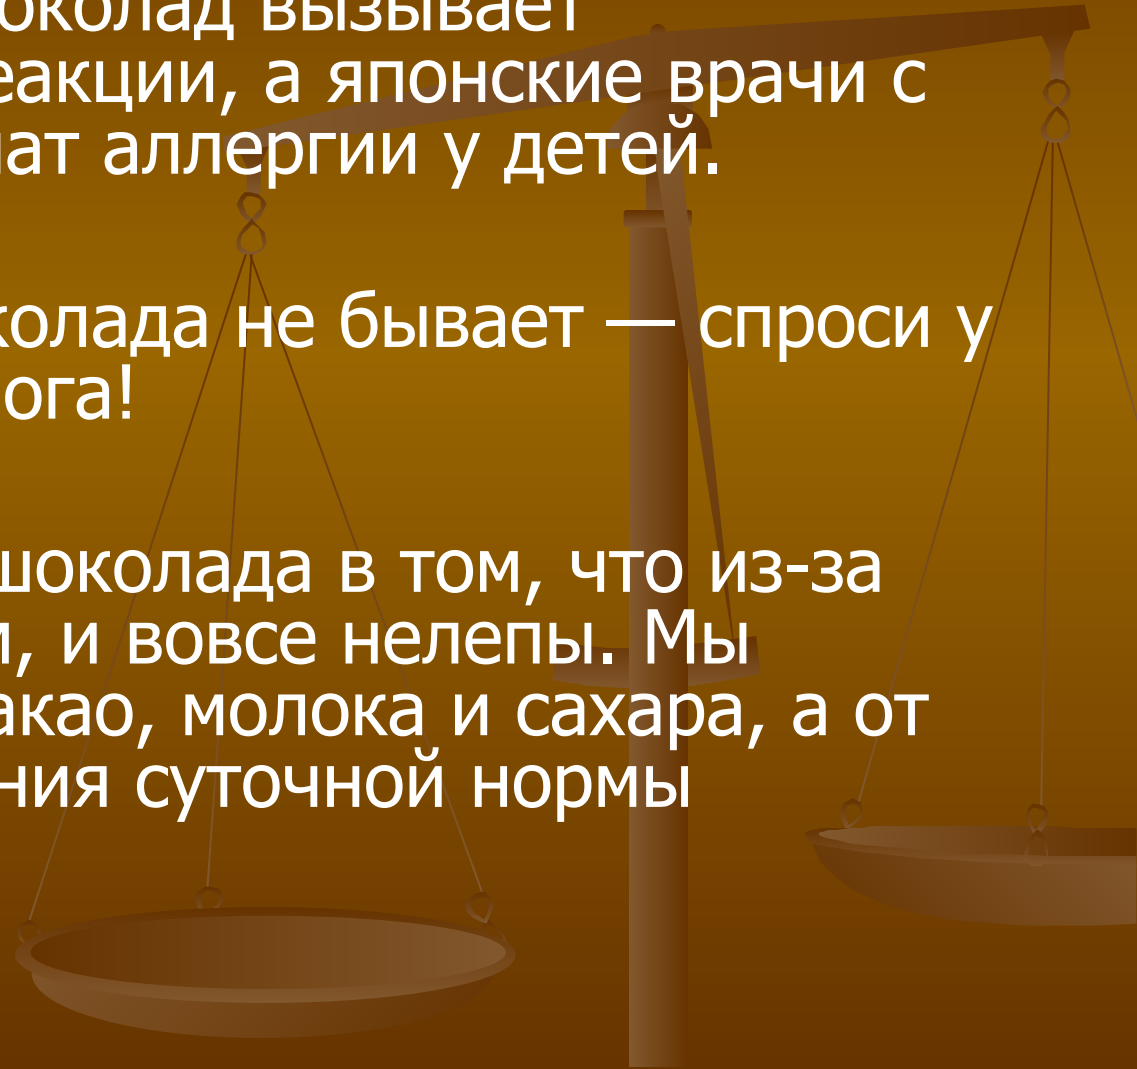 околад вызывает
еакции, а японские врачи с
ат аллергии у детей.
колада не бывает — спроси у
ога!
шоколада в том, что из-за
и, и вовсе нелепы. Мы
акао, молока и сахара, а от
ния суточной нормы